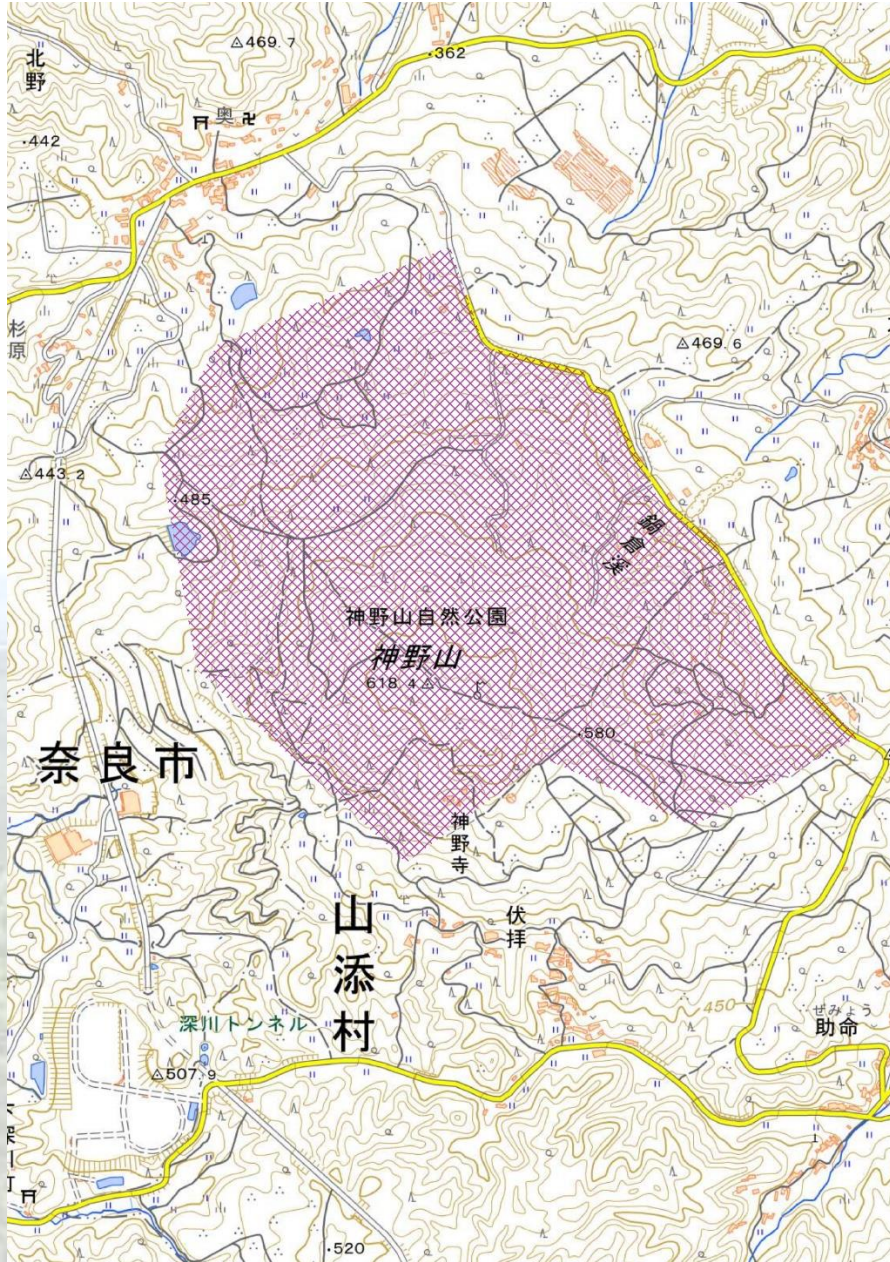 469.7
362
北野
奥
442
杉原
469.6
443.2
485
鍋倉渓
神野山自然公園
神野山
618.4
580
奈良市
神野寺
山添村
伏拝
450
ぜみょう
助命
深川トンネル
507.9
1
520